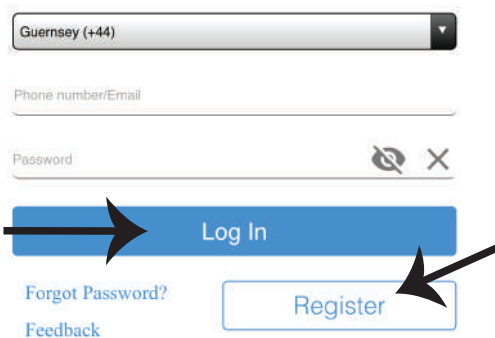 Guernsey (+44)
Phone number/Email
Password
Log In
Forgot Password?
Register
Feedback